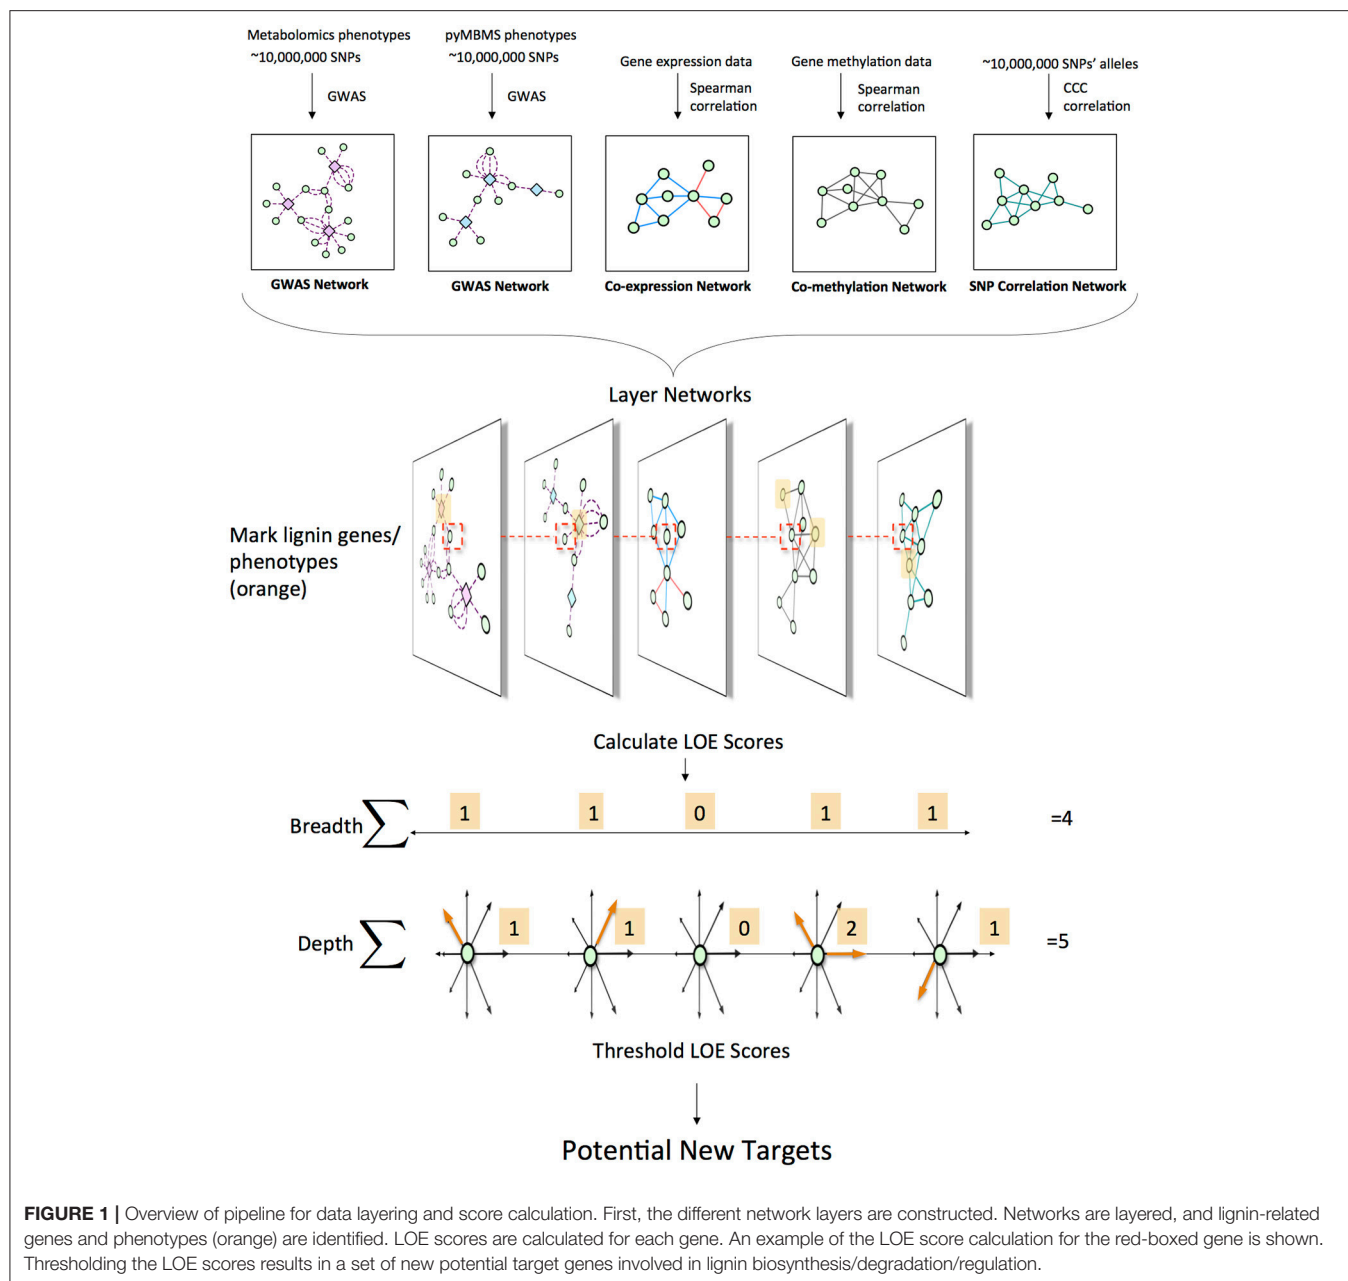 Metabolomics phenotypes
~10,000,000 SNPs
GWAS
pyMBMS phenotypes
~10,000,000 SNPs
GWAS
Gene expression data
Spearman
correlation
Gene methylation data
Spearman
correlation
~10,000,000 SNPs' alleles
CCC
correlation
GWAS Network
GWAS Network
Co-expression Network
Co-methylation Network
SNP Correlation Network
Layer Networks
Mark lignin genes/
phenotypes
(orange)
Calculate LOE Scores
Breadth ∑ 1 1 0 1 1 =4
Depth ∑ 1 1 0 2 1 =5
Threshold LOE Scores
Potential New Targets
FIGURE 1 | Overview of pipeline for data layering and score calculation. First, the different network layers are constructed. Networks are layered, and lignin-related
genes and phenotypes (orange) are identified. LOE scores are calculated for each gene. An example of the LOE score calculation for the red-boxed gene is shown.
Thresholding the LOE scores results in a set of new potential target genes involved in lignin biosynthesis/degradation/regulation.